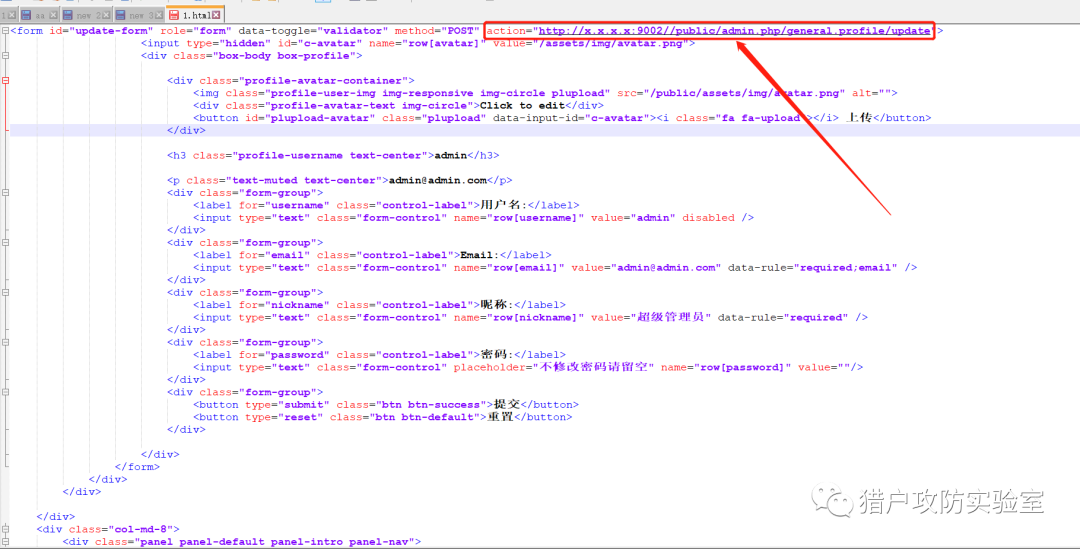 1 ss new 2 new 3 1.html
<form id="update-form" role="form" data-toggle="validator" method="POST" action="http://x.x.x.x:9002//public/admin.php/general.profile/update">
<input type="hidden" id="c-avatar" name="row[avatar]" value="/assets/img/avatar.png">
<div class="box-body box-profile">
<div class="profile-avatar-container">
<img class="profile-user-img img-responsive img-circle plupload" src="/public/assets/img/avatar.png" alt="">
<div class="profile-avatar-text img-circle">Click to edit</div>
<button id="plupload-avatar" class="plupload" data-input-id="c-avatar"><i class="fa fa-upload"></i> 上传</button>
</div>
<h3 class="profile-username text-center">admin</h3>
<p class="text-muted text-center">admin@admin.com</p>
<div class="form-group">
<label for="username" class="control-label">用户名:</label>
<input type="text" class="form-control" name="row[username]" value="admin" disabled />
</div>
<div class="form-group">
<label for="email" class="control-label">Email:</label>
<input type="text" class="form-control" name="row[email]" value="admin@admin.com" data-rule="required;email" />
</div>
<div class="form-group">
<label for="nickname" class="control-label">昵称:</label>
<input type="text" class="form-control" name="row[nickname]" value="超级管理员" data-rule="required" />
</div>
<div class="form-group">
<label for="password" class="control-label">密码:</label>
<input type="text" class="form-control" placeholder="不修改密码请留空" name="row[password]" value=""/>
</div>
<div class="form-group">
<button type="submit" class="btn btn-success">提交</button>
<button type="reset" class="btn btn-default">重置</button>
</div>
</div>
</form>
</div>
</div>
</div>
<div class="col-md-8">
<div class="panel panel-default panel-intro panel-nav">
猎户攻防实验室